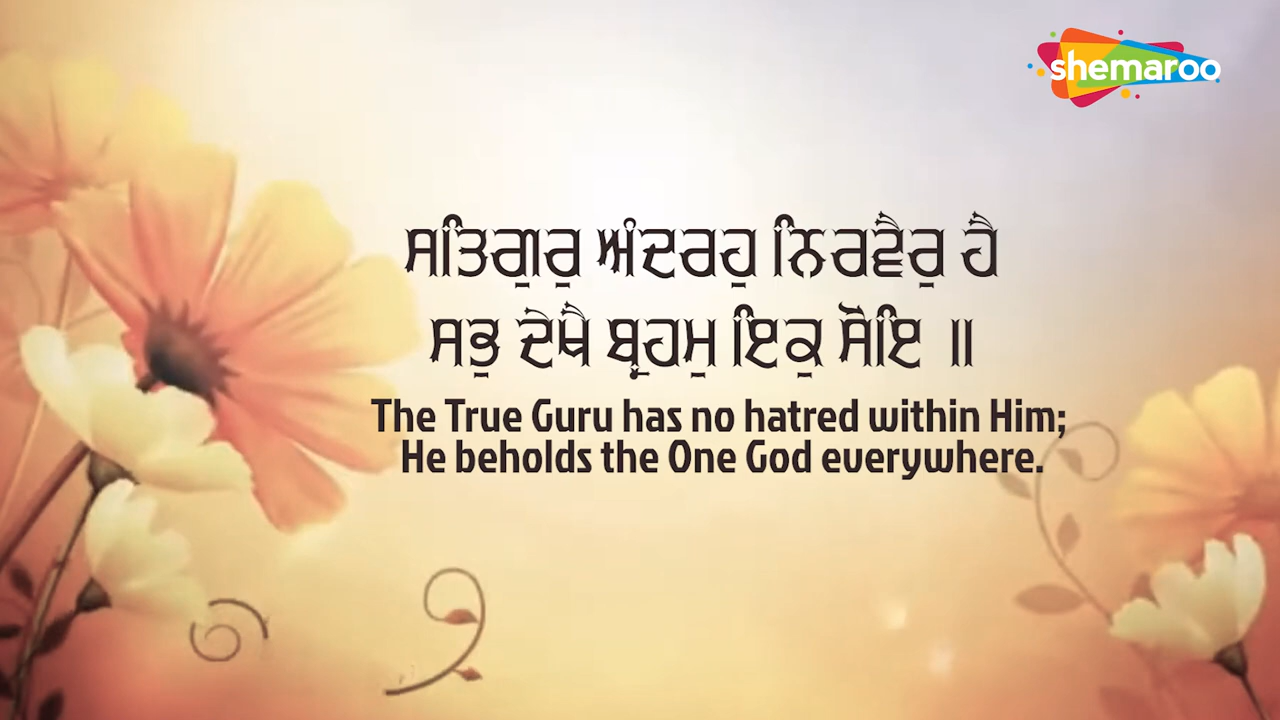 shemaroo
ਸਤਿਗੁਰੁ ਅੰਦਰਹੁ ਨਿਰਵੈਰੁ ਹੈ
ਸਭੁ ਦੇਖੈ ਬ੍ਰਹਮੁ ਇਕੁ ਸੋਇ ॥
The True Guru has no hatred within Him;
He beholds the One God everywhere.